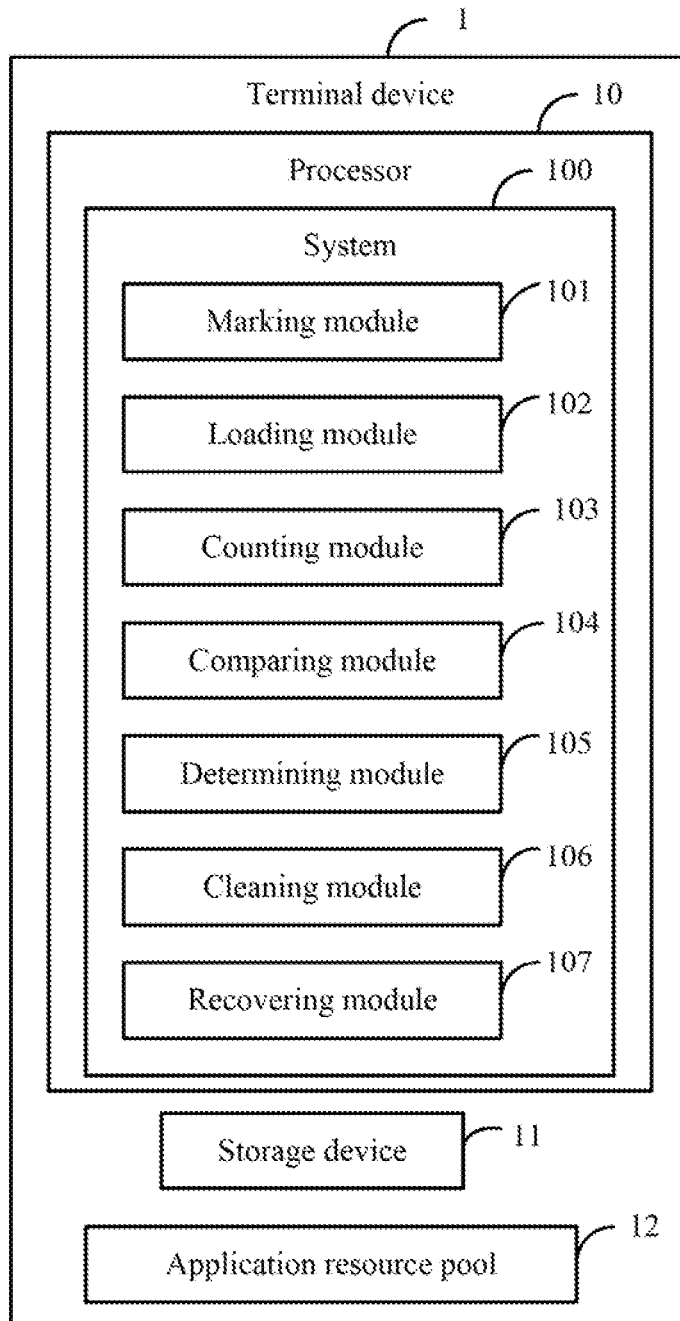 1
Terminal device
10
Processor
100
System
101
Marking module
102
Loading module
103
Counting module
104
Comparing module
105
Determining module
106
Cleaning module
107
Recovering module
11
Storage device
12
Application resource pool